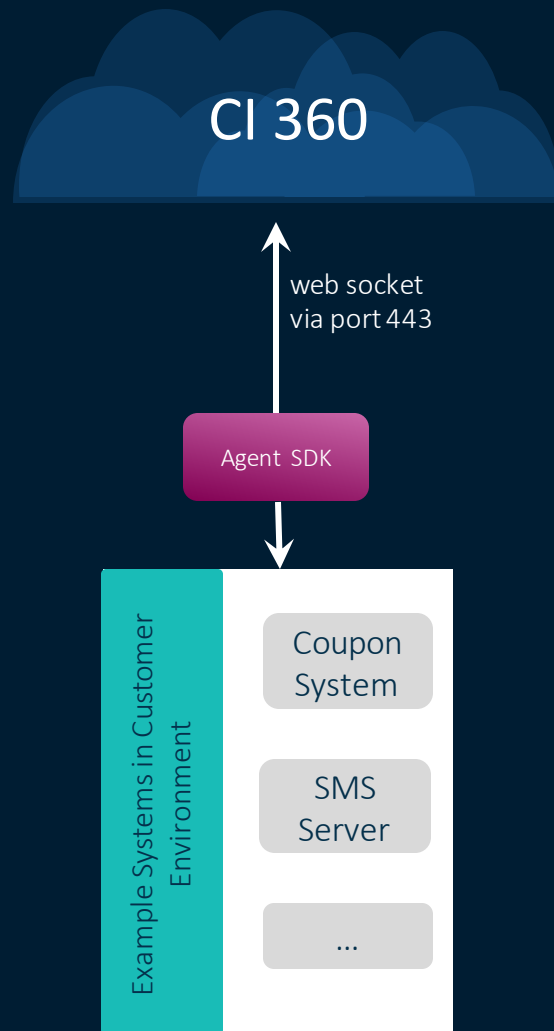 CI 360
web socket
via port 443
Agent SDK
Example Systems in Customer
Environment
Coupon
System
SMS
Server
...